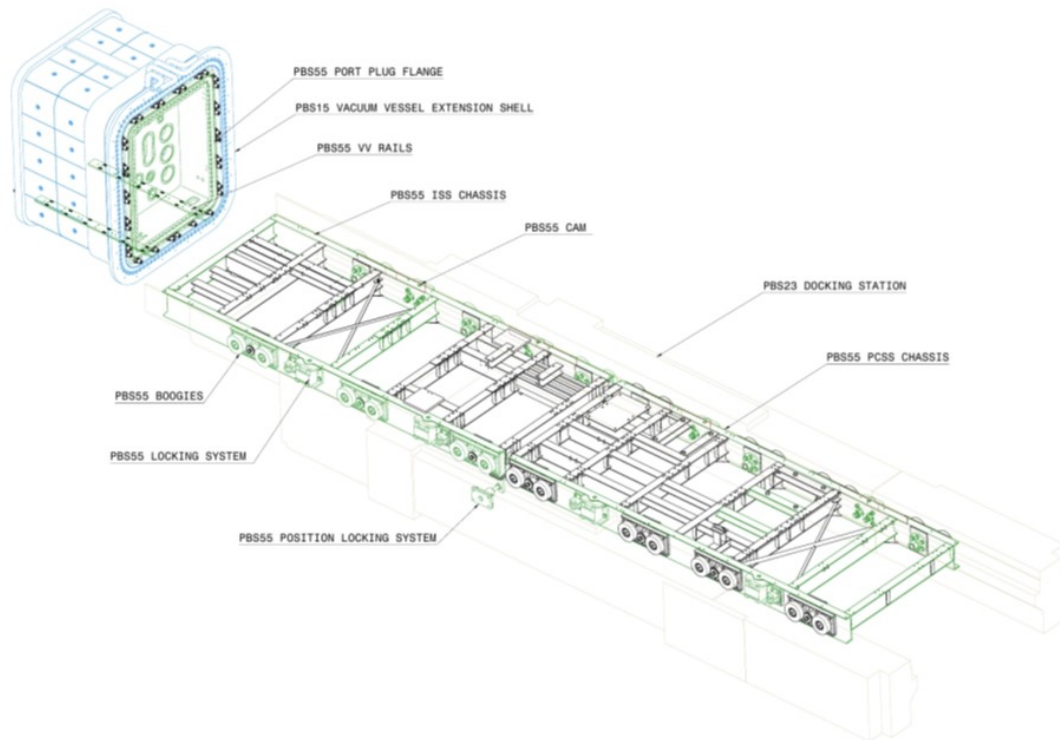 PBS55 PORT PLUG FLANGE
PBS15 VACUUM VESSEL EXTENSION SHELL
PBS55 VV RAILS
PBS55 ISS CHASSIS
PBS55 CAM
PBS23 DOCKING STATION
PBS55 PCSS CHASSIS
PBS55 BOOGIES
PBS55 LOCKING SYSTEM
PBS55 POSITION LOCKING SYSTEM